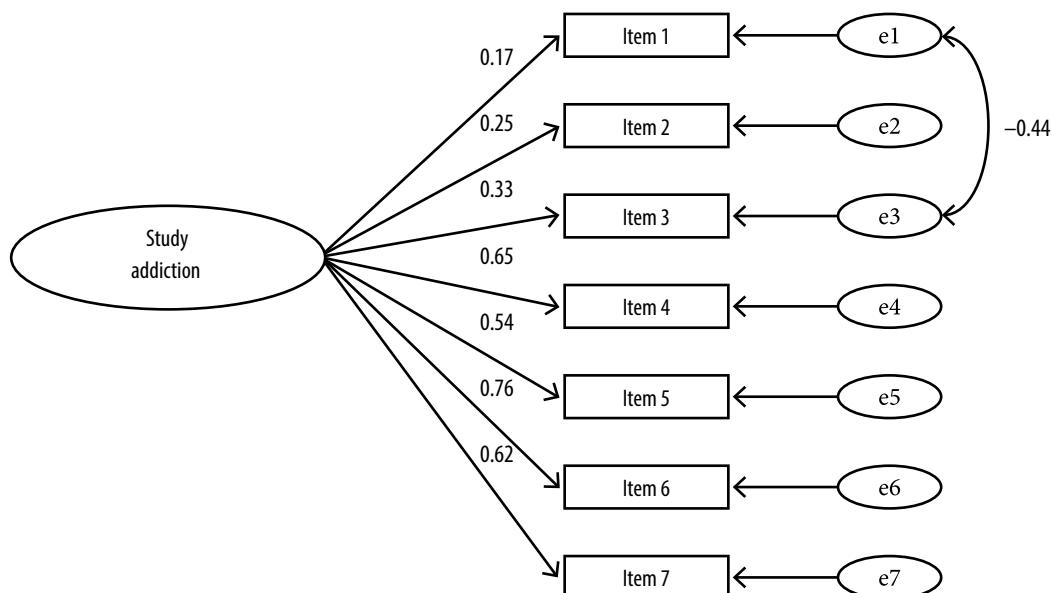 Item 1
e1
0.17
0.25
Item 2
e2
−0.44
0.33
Item 3
e3
Study
addiction
0.65
Item 4
e4
0.54
0.76
Item 5
e5
0.62
Item 6
e6
Item 7
e7